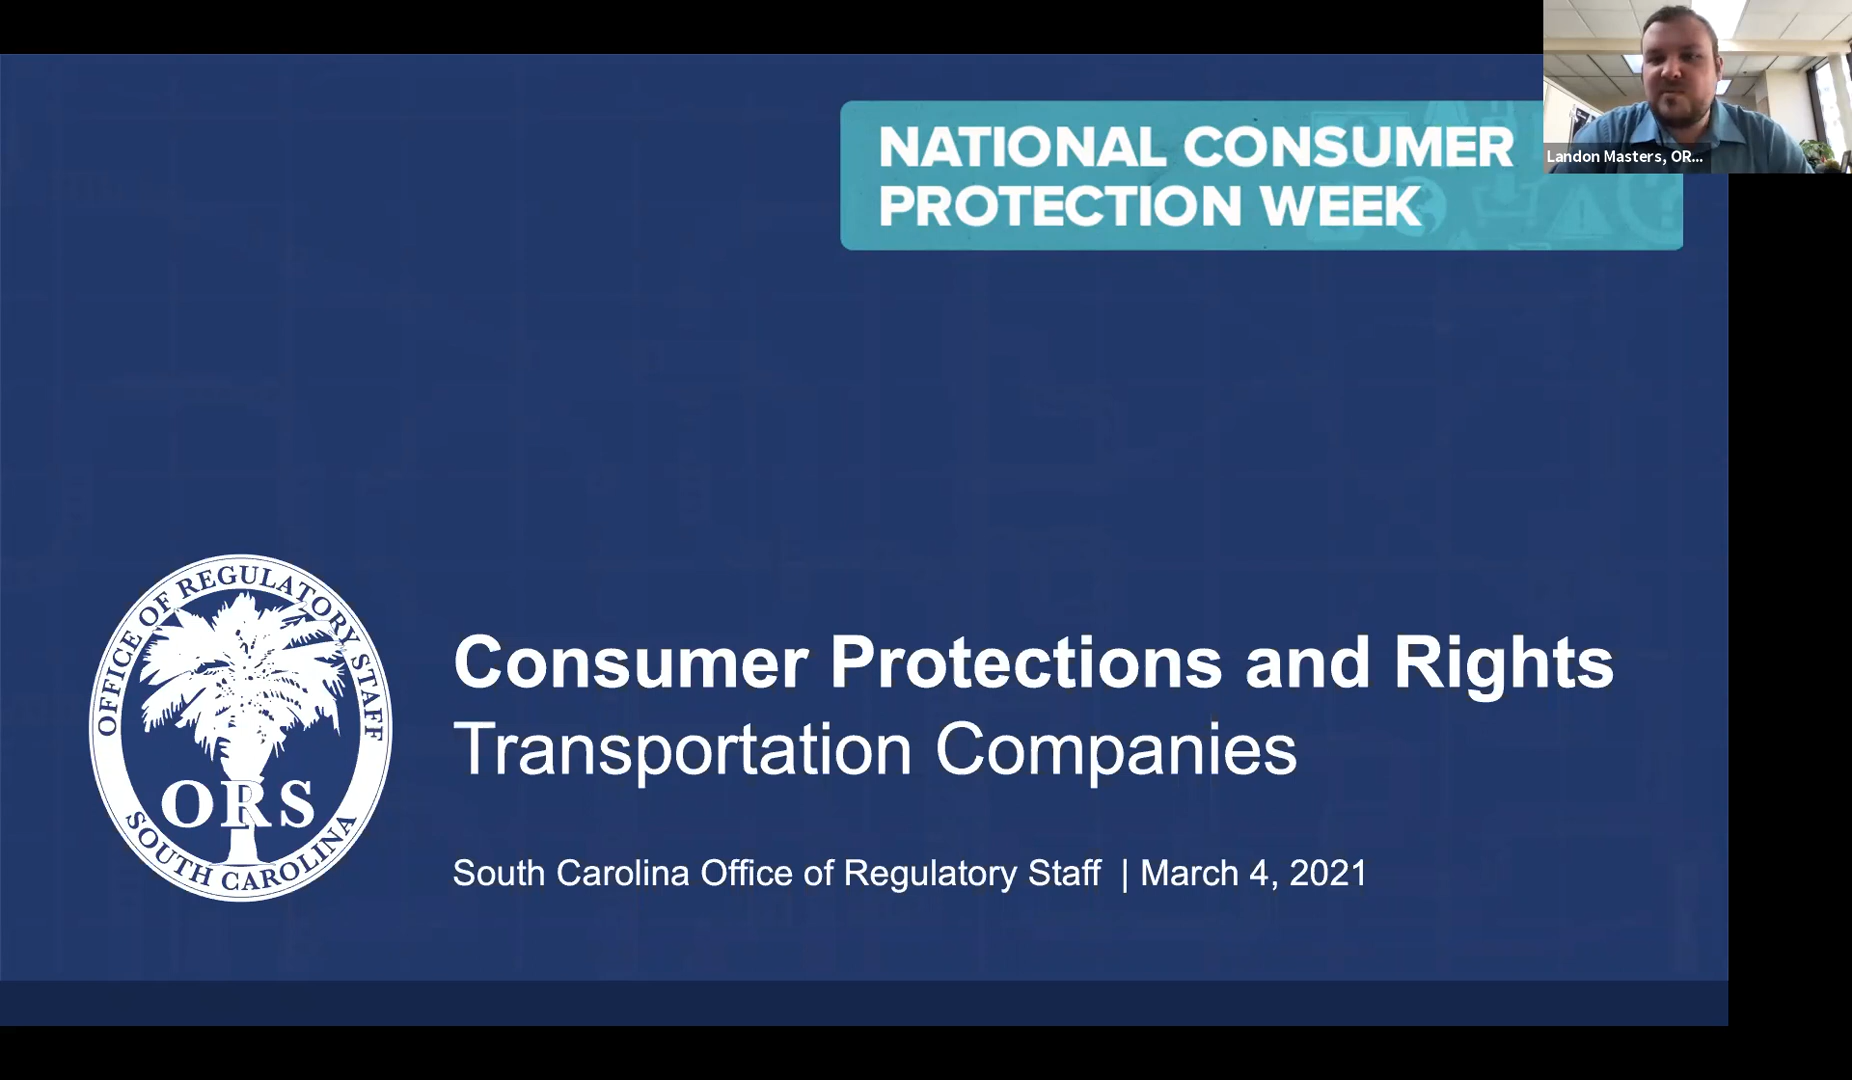 NATIONAL CONSUMER
PROTECTION WEEK
Landon Masters, OR...
OFFICE OF REGULATORY STAFF
ORS
SOUTH CAROLINA
Consumer Protections and Rights
Transportation Companies
South Carolina Office of Regulatory Staff | March 4, 2021